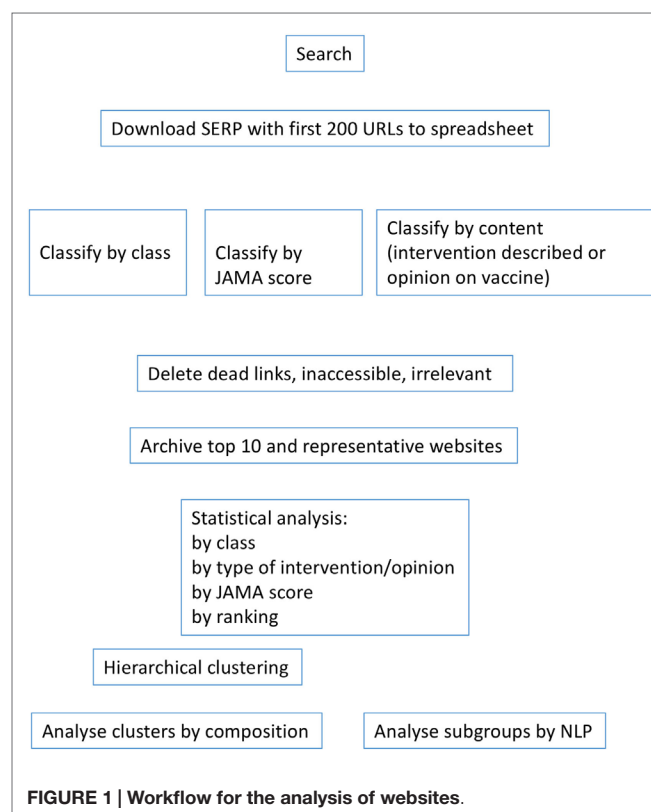 Search
Download SERP with first 200 URLs to spreadsheet
Classify by class
Classify by
JAMA score
Classify by content
(intervention described or
opinion on vaccine)
Delete dead links, inaccessible, irrelevant
Archive top 10 and representative websites
Statistical analysis:
by class
by type of intervention/opinion
by JAMA score
by ranking
Hierarchical clustering
Analyse clusters by composition
Analyse subgroups by NLP
FIGURE 1 | Workflow for the analysis of websites.